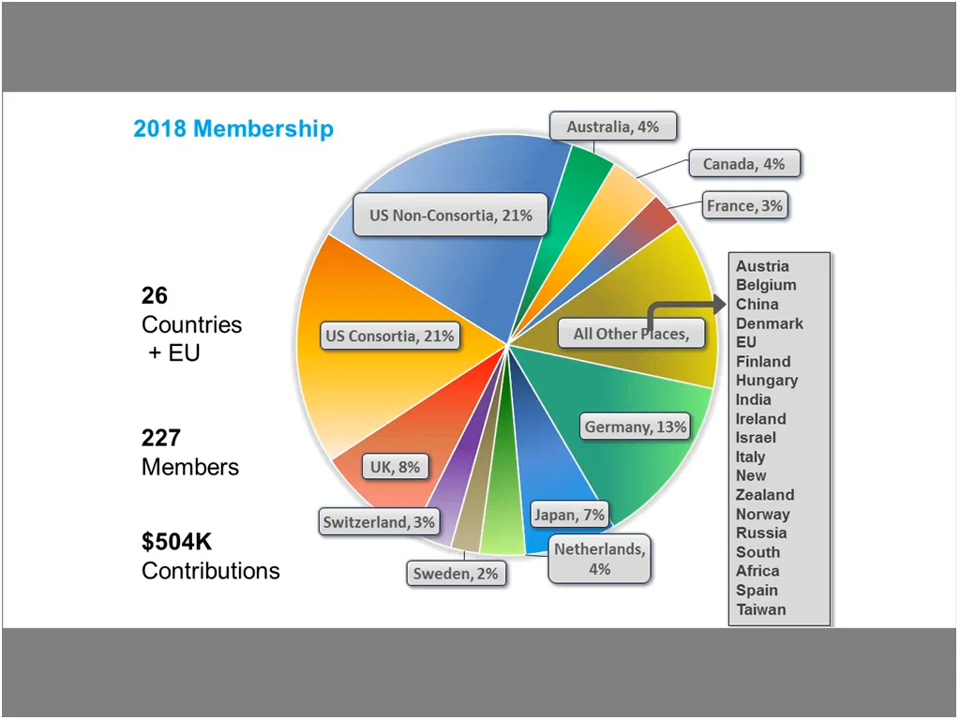 2018 Membership
26
Countries
+ EU
227
Members
$504K
Contributions
Australia, 4%
Canada, 4%
France, 3%
All Other Places,
Germany, 13%
Japan, 7%
Netherlands,
4%
Sweden, 2%
Switzerland, 3%
UK, 8%
US Consortia, 21%
US Non-Consortia, 21%
Austria
Belgium
China
Denmark
EU
Finland
Hungary
India
Ireland
Israel
Italy
New
Zealand
Norway
Russia
South
Africa
Spain
Taiwan